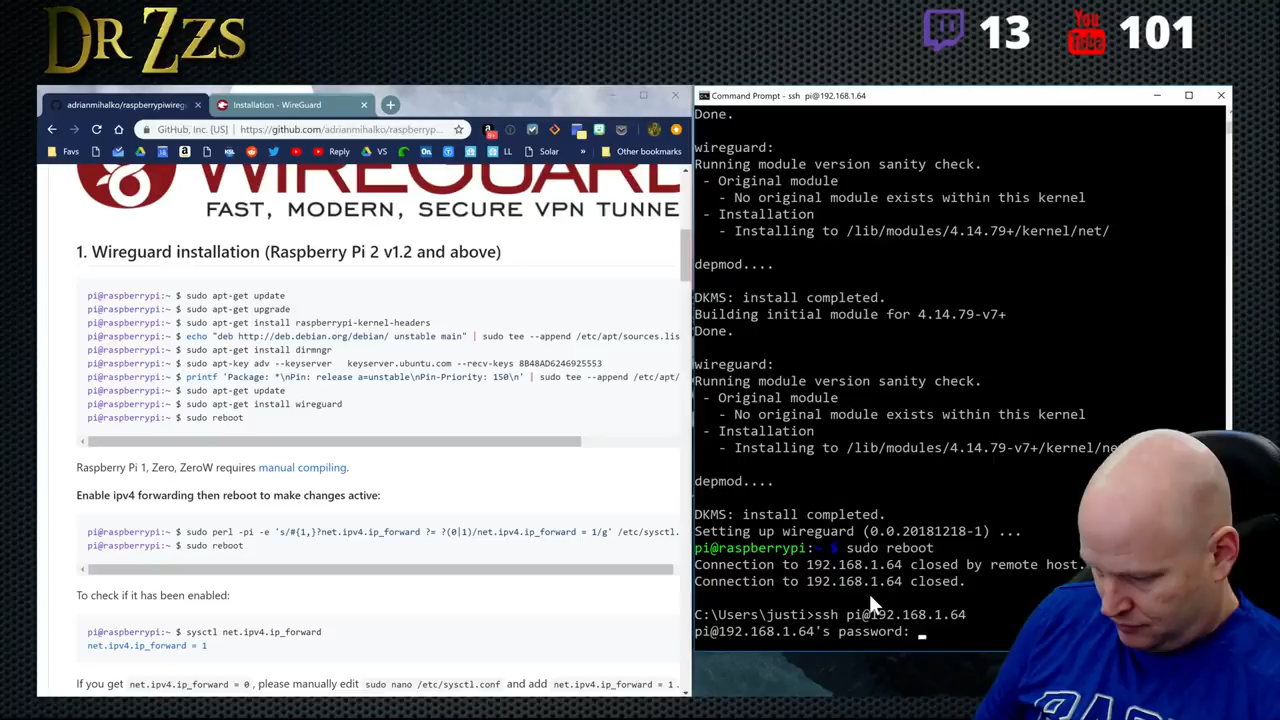 DR ZZS
13
You Tube
101
adrianmihalko/raspberrypiwireg
Installation - WireGuard
GitHub, Inc. [US]
https://github.com/adrianmihalko/raspberryp...
Favs
Reply
VS
On
LL
Solar
»
Other bookmarks
WIREGUARD
FAST, MODERN, SECURE VPN TUNNE
1. Wireguard installation (Raspberry Pi 2 v1.2 and above)
pi@raspberrypi:~ $ sudo apt-get update
pi@raspberrypi:~ $ sudo apt-get upgrade
pi@raspberrypi:~ $ sudo apt-get install raspberrypi-kernel-headers
pi@raspberrypi:~ $ echo "deb http://deb.debian.org/debian/ unstable main" | sudo tee --append /etc/apt/sources.lis
pi@raspberrypi:~ $ sudo apt-get install dirmngr
pi@raspberrypi:~ $ sudo apt-key adv --keyserver keyserver.ubuntu.com --recv-keys 8B48AD6246925553
pi@raspberrypi:~ $ printf 'Package: *\nPin: release a=unstable\nPin-Priority: 150\n' | sudo tee --append /etc/apt/
pi@raspberrypi:~ $ sudo apt-get update
pi@raspberrypi:~ $ sudo apt-get install wireguard
pi@raspberrypi:~ $ sudo reboot
Raspberry Pi 1, Zero, ZeroW requires manual compiling.
Enable ipv4 forwarding then reboot to make changes active:
pi@raspberrypi:~ $ sudo perl -pi -e 's/#{1,}?net.ipv4.ip_forward ?= ?(0|1)/net.ipv4.ip_forward = 1/g' /etc/sysctl.
pi@raspberrypi:~ $ sudo reboot
To check if it has been enabled:
pi@raspberrypi:~ $ sysctl net.ipv4.ip_forward
net.ipv4.ip_forward = 1
If you get net.ipv4.ip_forward = 0 , please manually edit sudo nano /etc/sysctl.conf and add net.ipv4.ip_forward = 1 .
Command Prompt - ssh pi@192.168.1.64
Done.
wireguard:
Running module version sanity check.
- Original module
- No original module exists within this kernel
- Installation
- Installing to /lib/modules/4.14.79+/kernel/net/
depmod....
DKMS: install completed.
Building initial module for 4.14.79-v7+
Done.
wireguard:
Running module version sanity check.
- Original module
- No original module exists within this kernel
- Installation
- Installing to /lib/modules/4.14.79-v7+/kernel/ne
depmod....
DKMS: install completed.
Setting up wireguard (0.0.20181218-1) ...
pi@raspberrypi:~ $ sudo reboot
Connection to 192.168.1.64 closed by remote host.
Connection to 192.168.1.64 closed.
C:\Users\justi>ssh pi@192.168.1.64
pi@192.168.1.64's password: